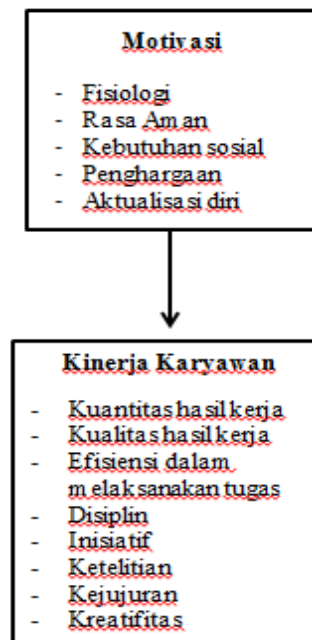 Motivasi
- Fisiologi
- Rasa Aman
- Kebutuhan sosial
- Penghargaan
- Aktualisasi diri
Kinerja Karyawan
- Kuantitas hasil kerja
- Kualitas hasil kerja
- Efisiensi dalam
melaksanakan tugas
- Disiplin
- Inisiatif
- Ketelitian
- Kejujuran
- Kreatifitas